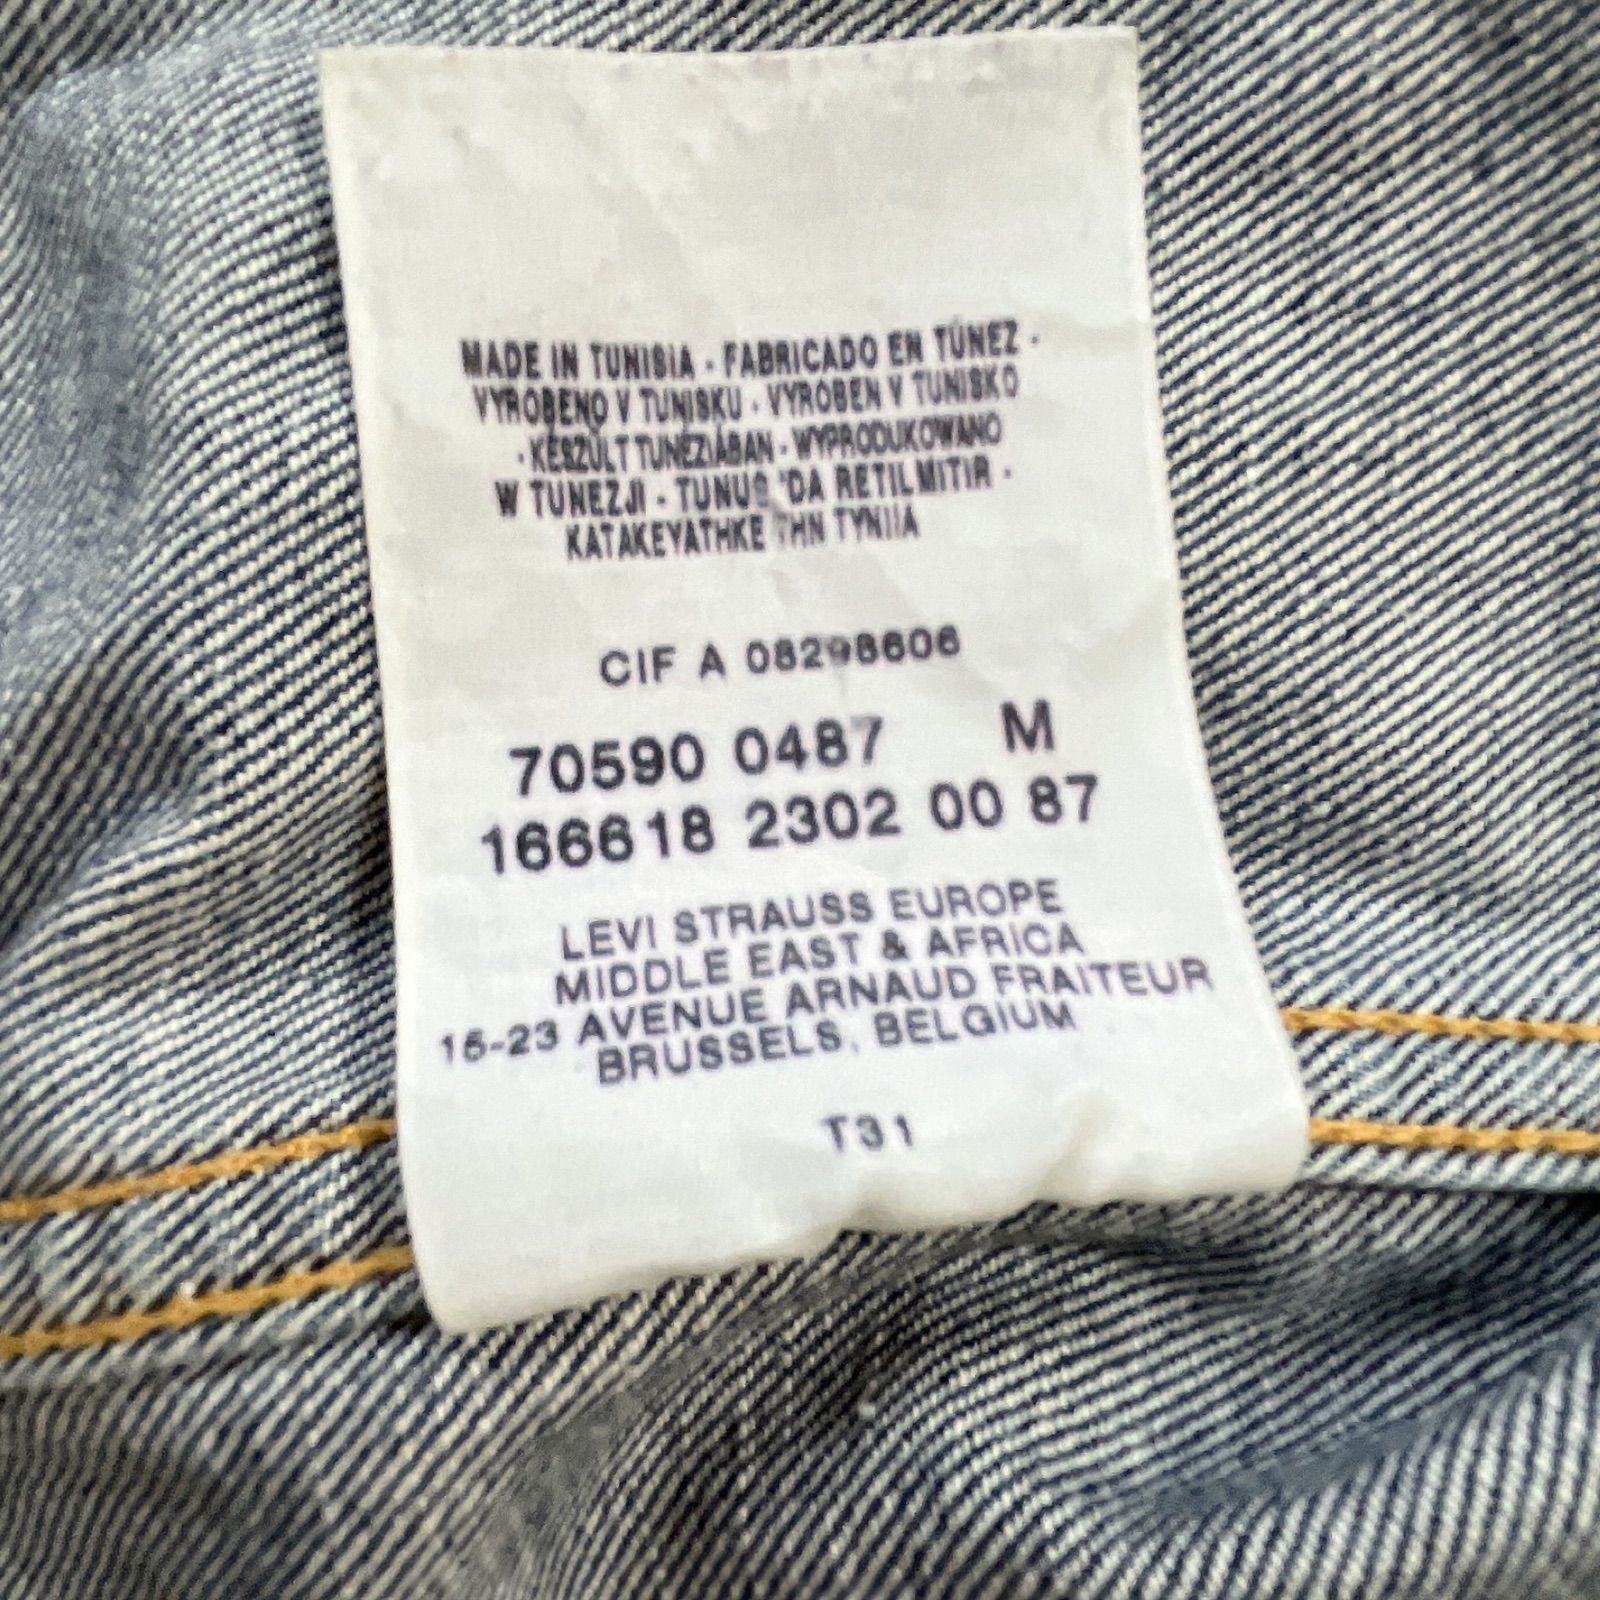 MADE IN TUNISIA · FABRICADO EN TÚNEZ ·
VYROBENO V TUNISKU · VYROBEN V TUNISKO
· KÉSZÜLT TUNÉZIÁBAN · WYPRODUKOWANO
W TUNEZJI · TUNUS 'DA RETILMITIR ·
KATAKEYATHKE THN TYNIIA
CIF A 08298606
70590 0487 M
166618 2302 00 87
LEVI STRAUSS EUROPE
MIDDLE EAST & AFRICA
15-23 AVENUE ARNAUD FRAITEUR
BRUSSELS, BELGIUM
T31